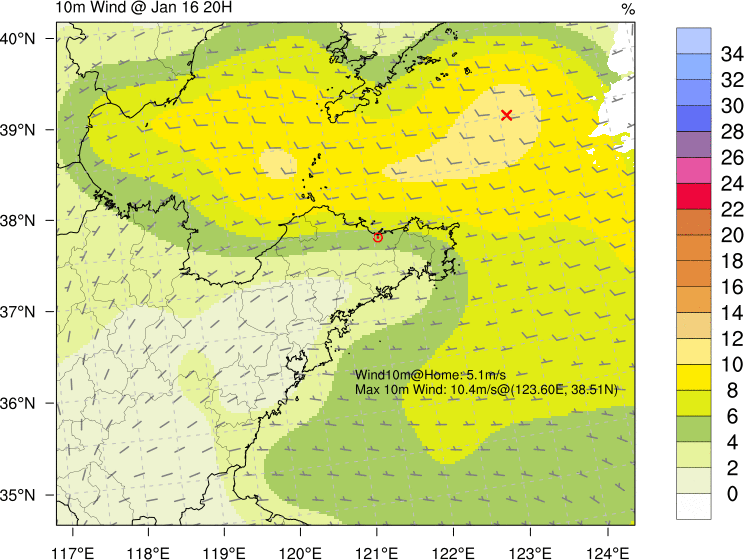 10m Wind @ Jan 16 20H
%
40°N
39°N
38°N
37°N
36°N
35°N
Wind10m@Home: 5.1m/s
Max 10m Wind: 10.4m/s@(123.60E, 38.51N)
117°E 118°E 119°E 120°E 121°E 122°E 123°E 124°E
34
32
30
28
26
24
22
20
18
16
14
12
10
8
6
4
2
0